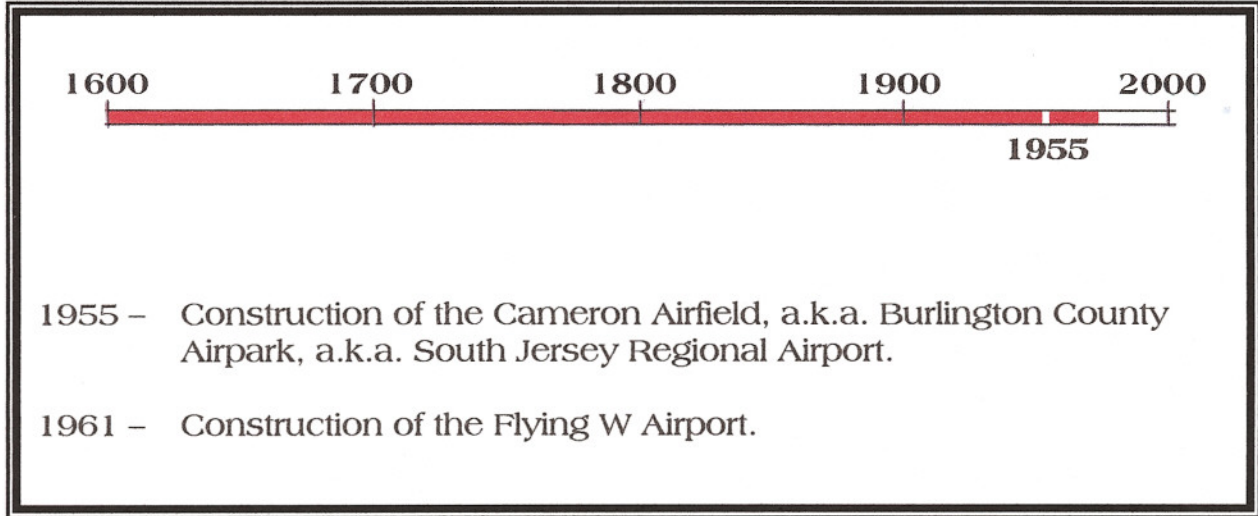 1600 1700 1800 1900 2000
1955
1955 – Construction of the Cameron Airfield, a.k.a. Burlington County
Airpark, a.k.a. South Jersey Regional Airport.
1961 – Construction of the Flying W Airport.